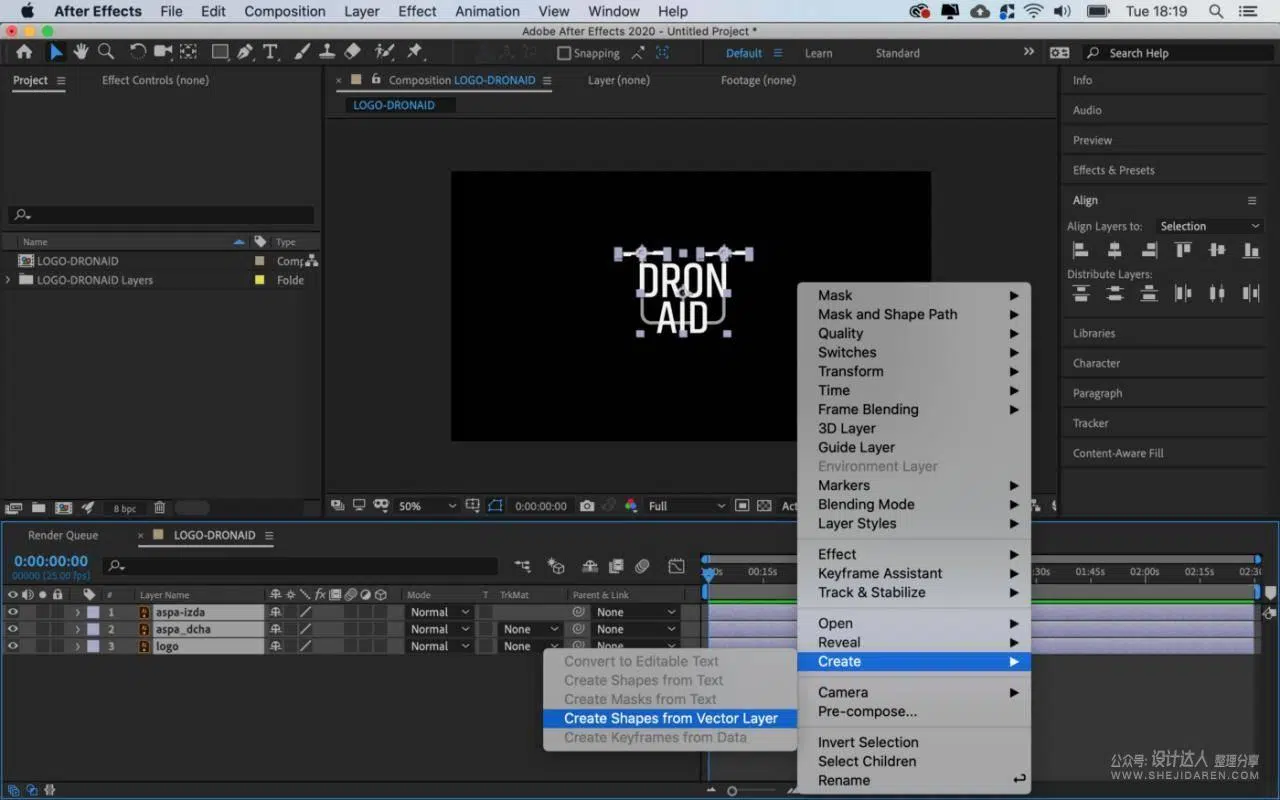 After Effects File Edit Composition Layer Effect Animation View Window Help Tue 18:19
Adobe After Effects 2020 - Untitled Project *
Snapping Default Learn Standard Search Help
Project Effect Controls (none) Composition LOGO-DRONAID Layer (none) Footage (none) Info
LOGO-DRONAID
Audio
Preview
Effects & Presets
Align
Align Layers to: Selection
Name Type
LOGO-DRONAID Comp
LOGO-DRONAID Layers Folde
Distribute Layers:
DRON
AID
Libraries
Character
Paragraph
Tracker
Content-Aware Fill
Mask
Mask and Shape Path
Quality
Switches
Transform
Time
Frame Blending
3D Layer
Guide Layer
Environment Layer
Markers
Blending Mode
Layer Styles
Effect
Keyframe Assistant
Track & Stabilize
Open
Reveal
Create
Camera
Pre-compose...
Invert Selection
Select Children
Rename
8 bpc 50% 0:00:00:00 Full Act
Render Queue LOGO-DRONAID
0:00:00:00
00000 (25.00 fps)
00:15s :30s 01:45s 02:00s 02:15s 02:30
# Layer Name Mode T TrkMat Parent & Link
1 aspa-izda Normal None
2 aspa_dcha Normal None None
3 logo Normal None None
Convert to Editable Text
Create Shapes from Text
Create Masks from Text
Create Shapes from Vector Layer
Create Keyframes from Data
公众号: 设计达人 整理分享
WWW.SHEJIDAREN.COM